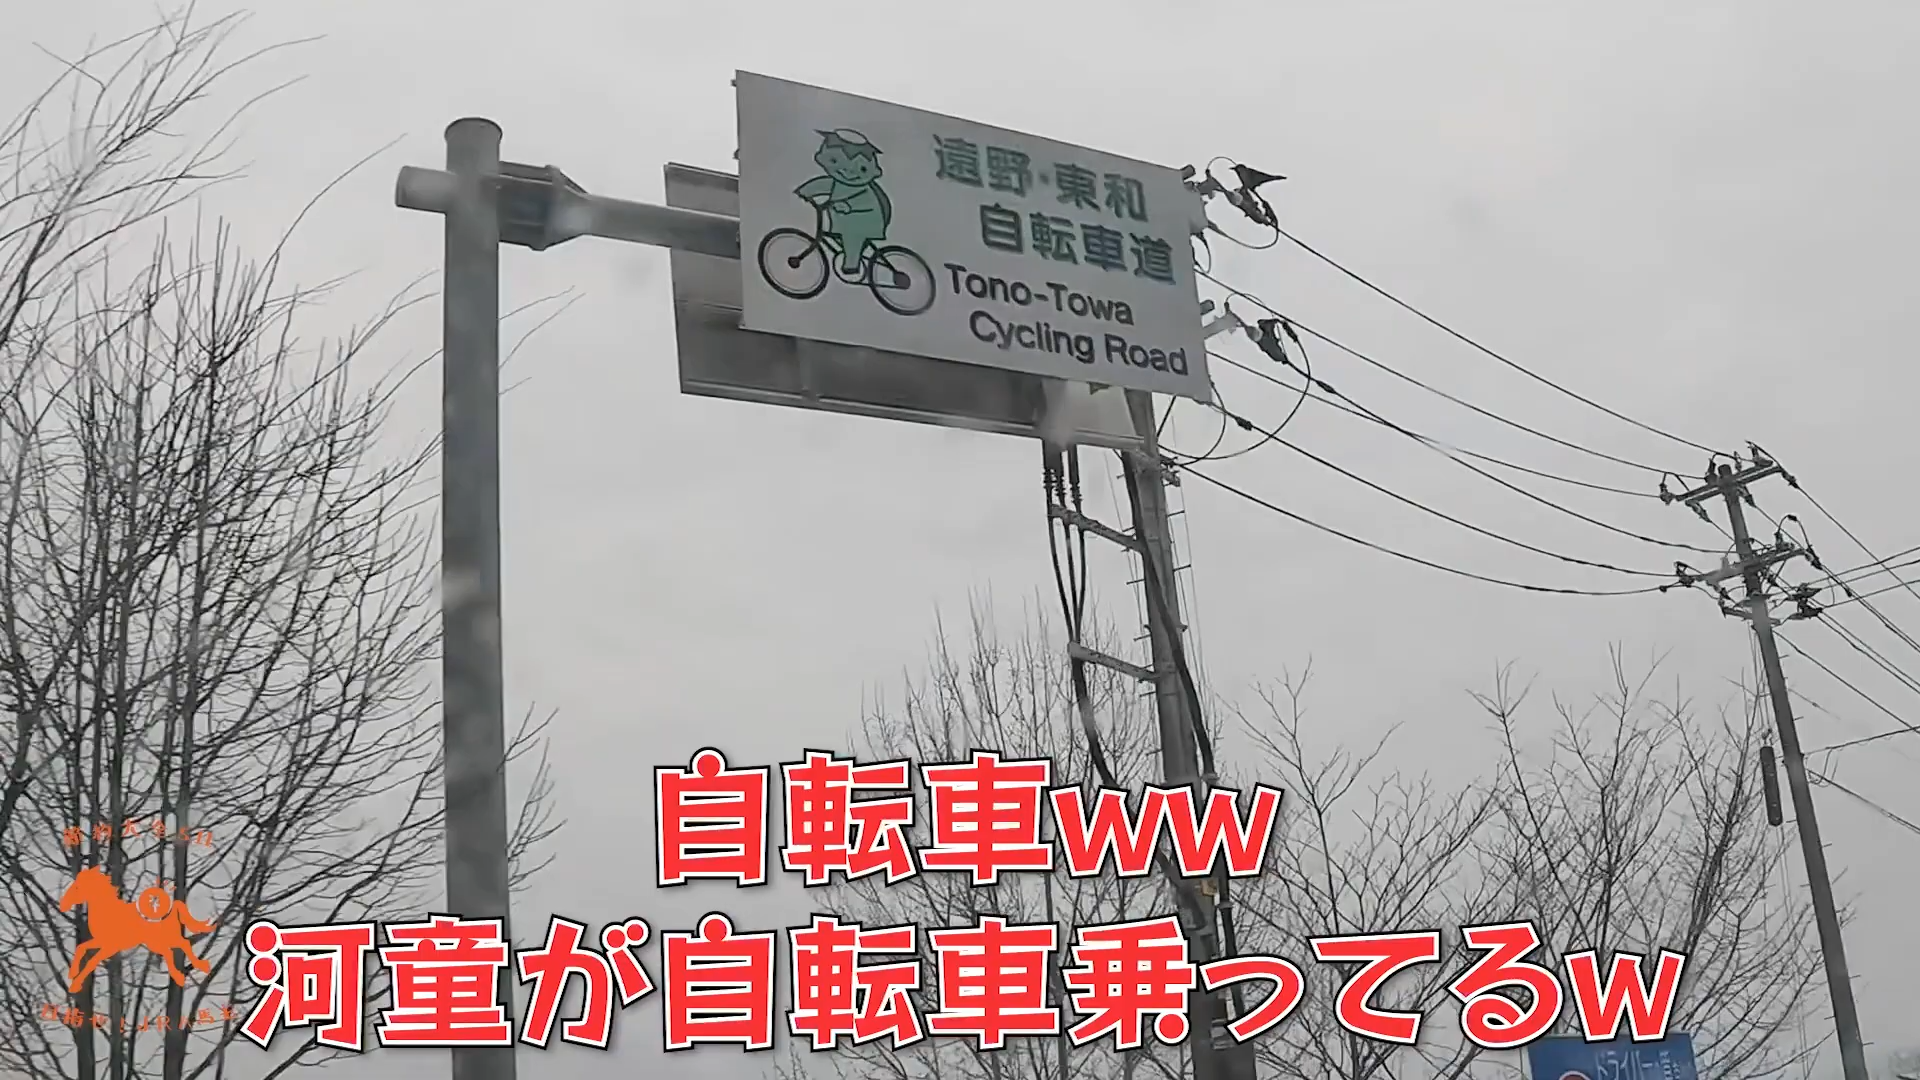 遠野・東和
自転車道
Tono-Towa
Cycling Road
自転車ww
河童が自転車乗ってるw